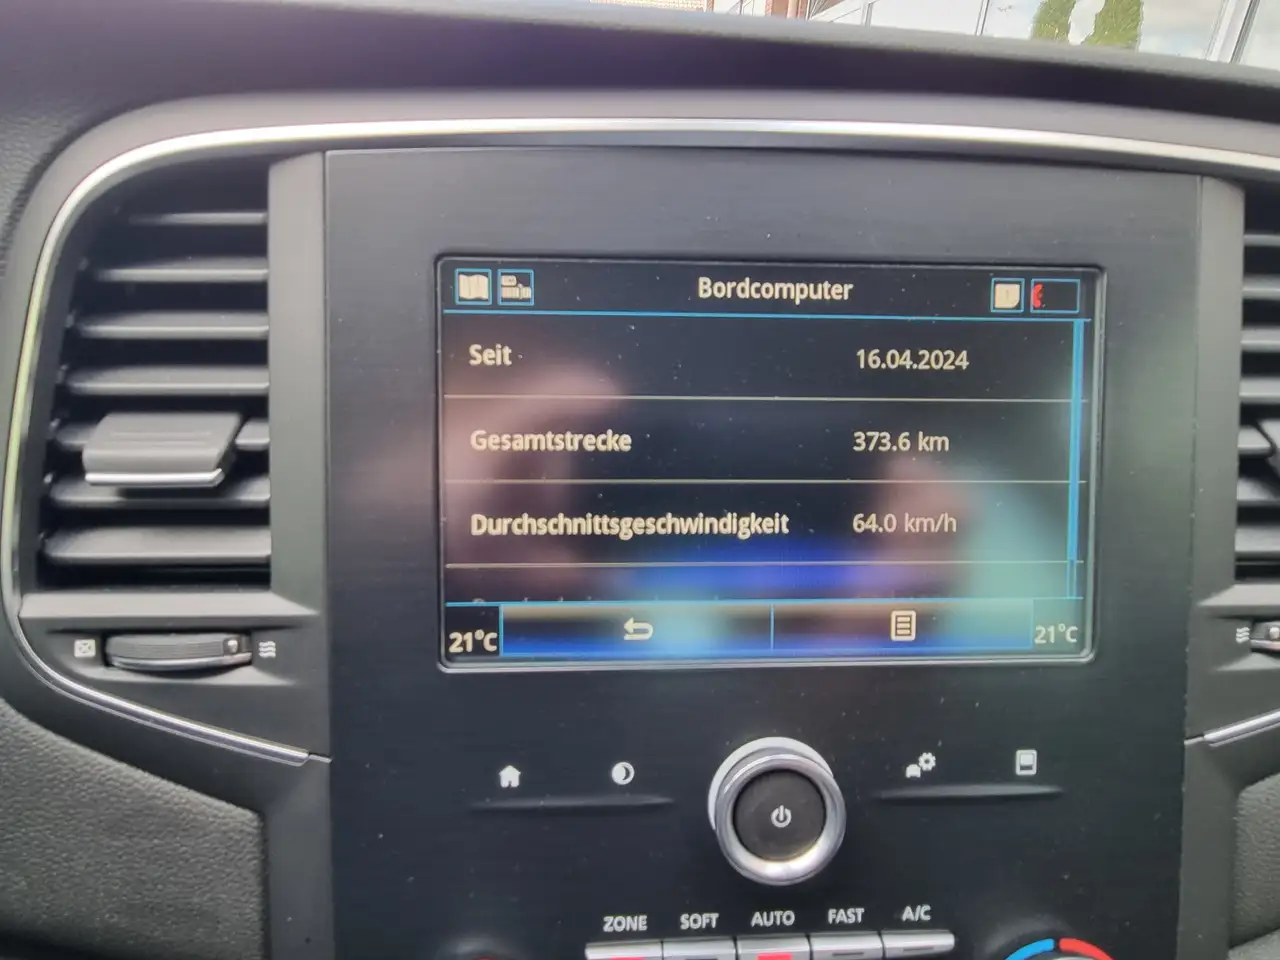 Bordcomputer
Seit 16.04.2024
Gesamtstrecke 373.6 km
Durchschnittsgeschwindigkeit 64.0 km/h
21°C 21°C
ZONE SOFT AUTO FAST A/C